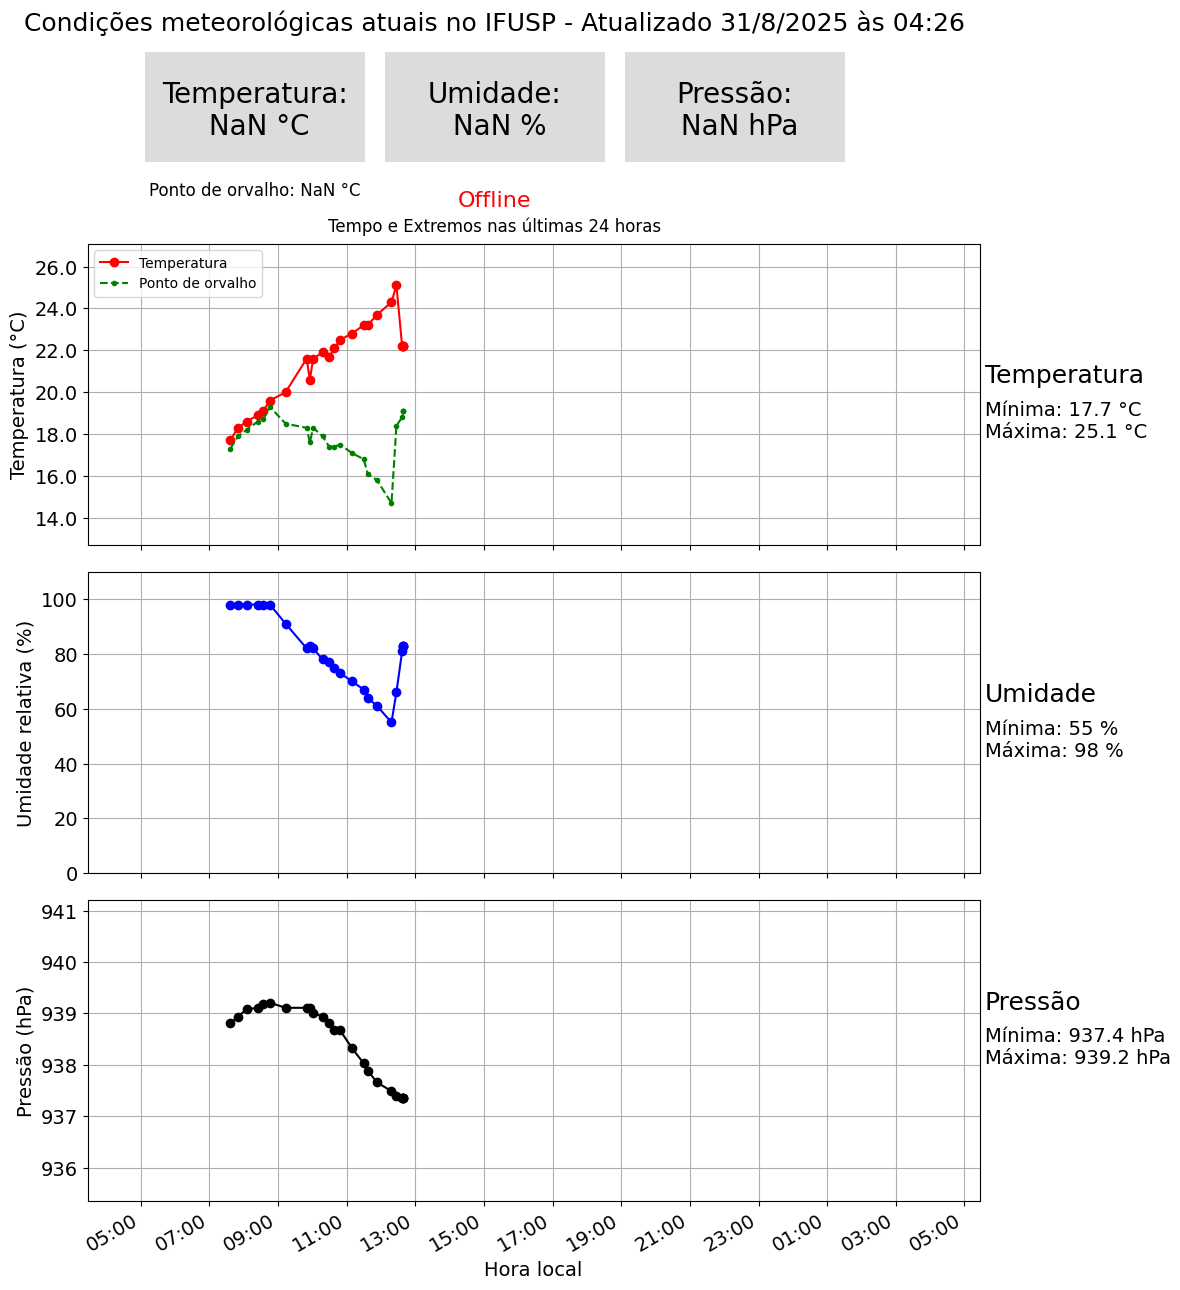 Condições meteorológicas atuais no IFUSP - Atualizado 31/8/2025 às 04:26
Temperatura:
NaN °C
Umidade:
NaN %
Pressão:
NaN hPa
Ponto de orvalho: NaN °C
Offline
Tempo e Extremos nas últimas 24 horas
Temperatura
Ponto de orvalho
Temperatura (°C)
26.0
24.0
22.0
20.0
18.0
16.0
14.0
Temperatura
Mínima: 17.7 °C
Máxima: 25.1 °C
Umidade relativa (%)
100
80
60
40
20
0
Umidade
Mínima: 55 %
Máxima: 98 %
Pressão (hPa)
941
940
939
938
937
936
Pressão
Mínima: 937.4 hPa
Máxima: 939.2 hPa
05:00
07:00
09:00
11:00
13:00
15:00
17:00
19:00
21:00
23:00
01:00
03:00
05:00
Hora local